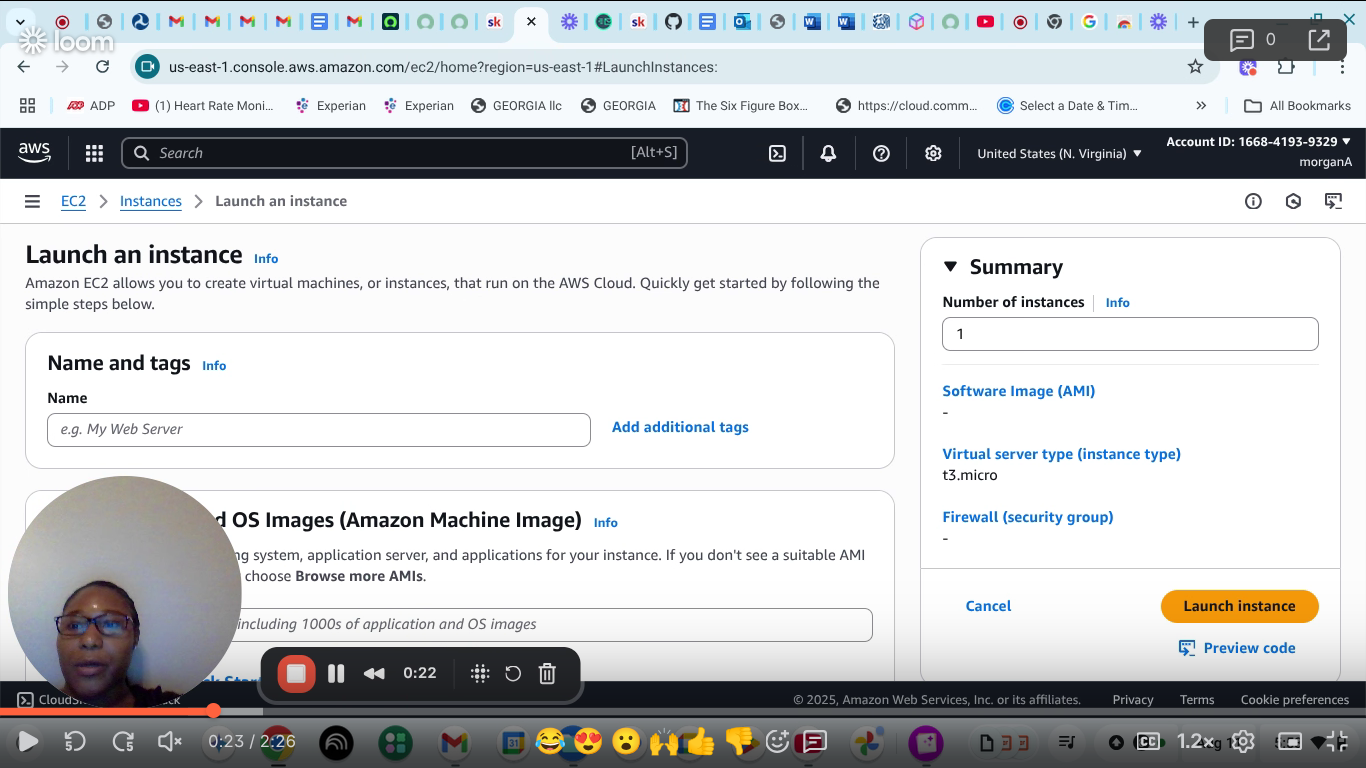 sk
sk
loom
0
us-east-1.console.aws.amazon.com/ec2/home?region=us-east-1#LaunchInstances:
ADP
(1) Heart Rate Moni...
Experian
Experian
GEORGIA llc
GEORGIA
The Six Figure Box...
https://cloud.comm...
Select a Date & Tim...
»
All Bookmarks
aws
Search
[Alt+S]
United States (N. Virginia)
Account ID: 1668-4193-9329
morganA
EC2
Instances
Launch an instance
Launch an instance
Info
Amazon EC2 allows you to create virtual machines, or instances, that run on the AWS Cloud. Quickly get started by following the
simple steps below.
Name and tags
Info
Name
e.g. My Web Server
Add additional tags
d OS Images (Amazon Machine Image)
Info
ng system, application server, and applications for your instance. If you don't see a suitable AMI
choose Browse more AMIs.
including 1000s of application and OS images
Summary
Number of instances
Info
1
Software Image (AMI)
-
Virtual server type (instance type)
t3.micro
Firewall (security group)
-
Cancel
Launch instance
Preview code
0:22
© 2025, Amazon Web Services, Inc. or its affiliates.
Privacy
Terms
Cookie preferences
0:23 / 2:26
CC
1.2×